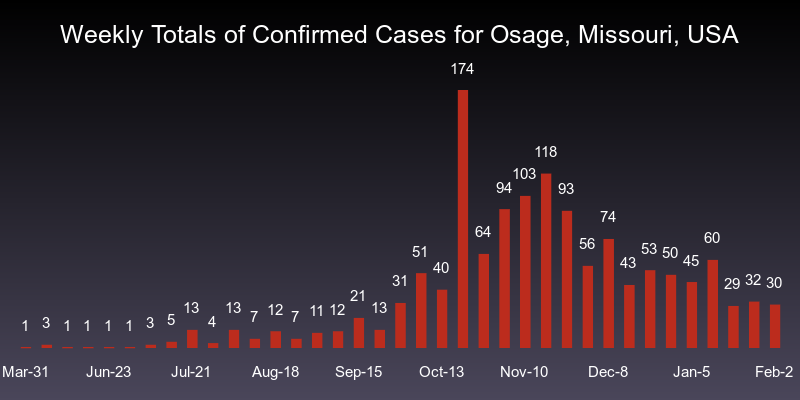 Weekly Totals of Confirmed Cases for Osage, Missouri, USA
1 3 1 1 1 1 3 5 13 4 13 7 12 7 11 12 21 13 31 51 40 174 64 94 103 118 93 56 74 43 53 50 45 60 29 32 30
Mar-31 Jun-23 Jul-21 Aug-18 Sep-15 Oct-13 Nov-10 Dec-8 Jan-5 Feb-2